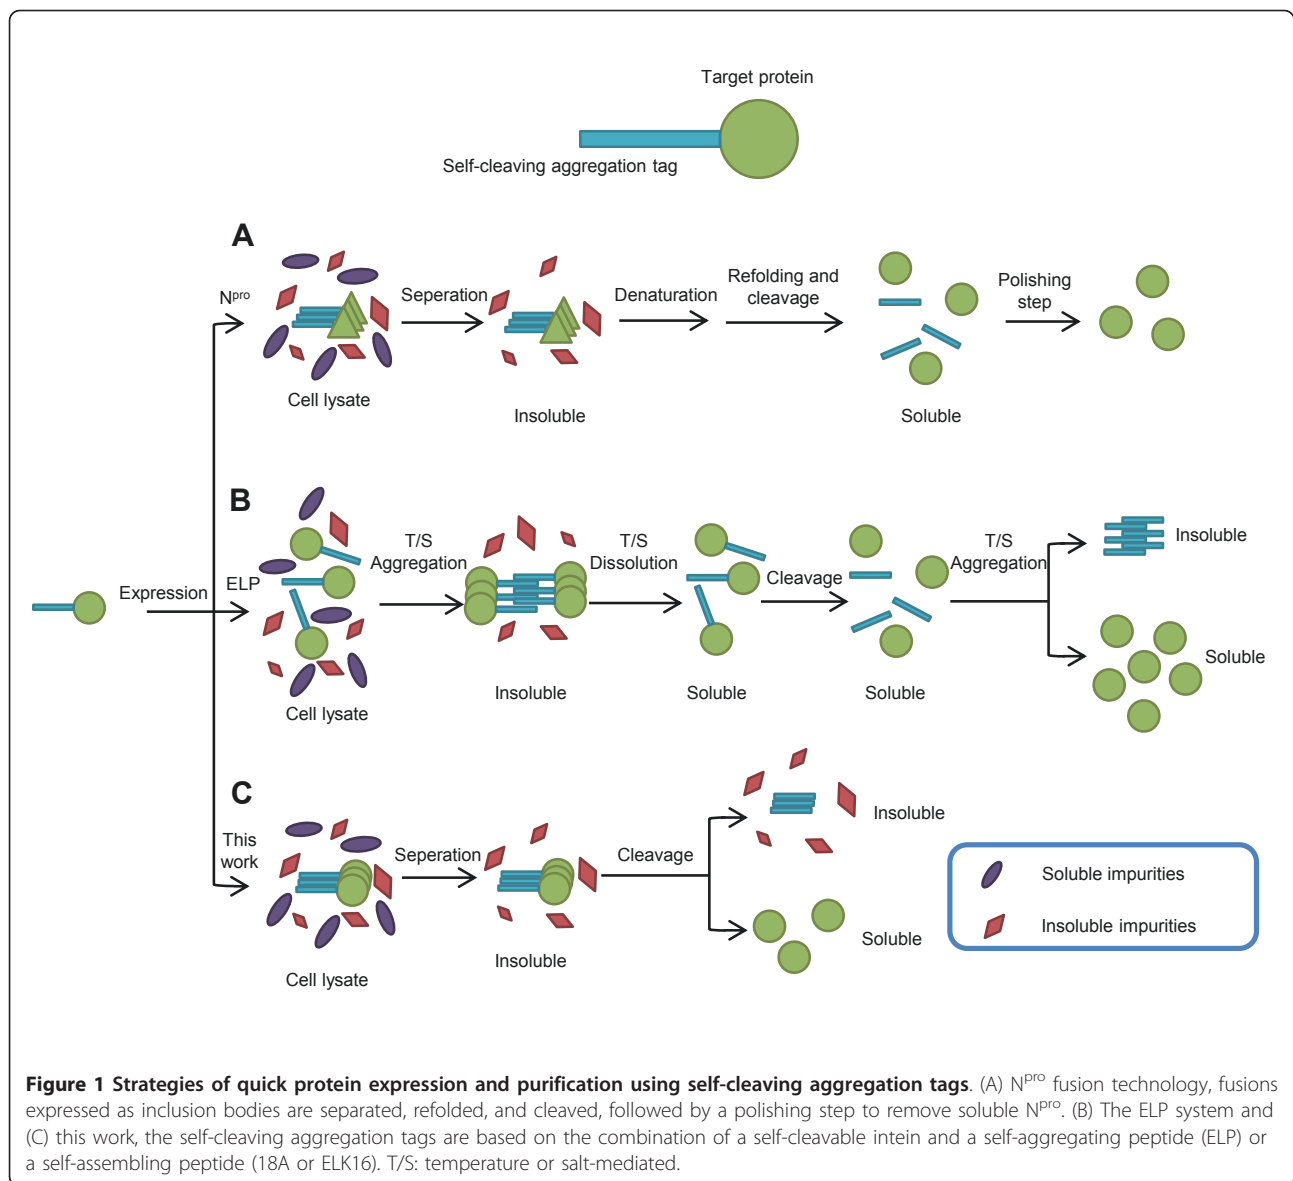 Target protein
Self-cleaving aggregation tag
A
Npro
Seperation
Denaturation
Refolding and
cleavage
Polishing
step
Cell lysate
Insoluble
Soluble
B
Expression
ELP
T/S
Aggregation
T/S
Dissolution
Cleavage
T/S
Aggregation
Insoluble
Soluble
Cell lysate
Insoluble
Soluble
Soluble
C
This
work
Seperation
Cleavage
Insoluble
Soluble
Cell lysate
Insoluble
Soluble impurities
Insoluble impurities
Figure 1 Strategies of quick protein expression and purification using self-cleaving aggregation tags. (A) Npro fusion technology, fusions
expressed as inclusion bodies are separated, refolded, and cleaved, followed by a polishing step to remove soluble Npro. (B) The ELP system and
(C) this work, the self-cleaving aggregation tags are based on the combination of a self-cleavable intein and a self-aggregating peptide (ELP) or
a self-assembling peptide (18A or ELK16). T/S: temperature or salt-mediated.